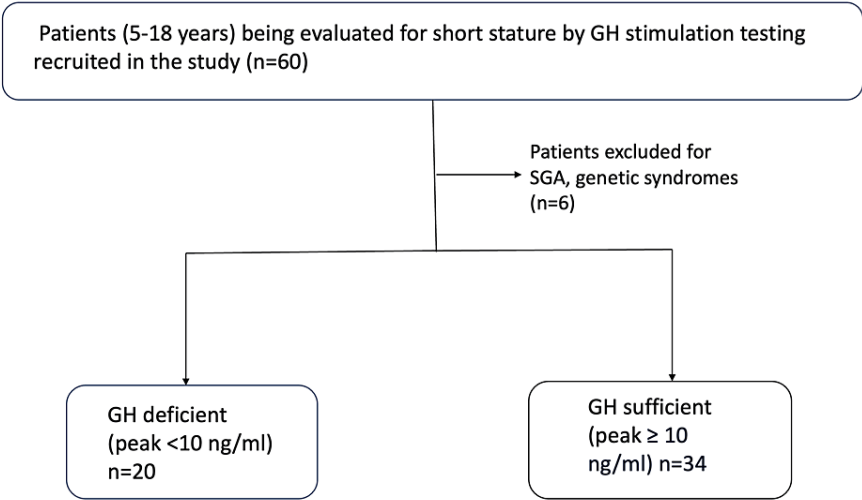 Patients (5-18 years) being evaluated for short stature by GH stimulation testing
recruited in the study (n=60)
Patients excluded for
SGA, genetic syndromes
(n=6)
GH deficient
(peak <10 ng/ml)
n=20
GH sufficient
(peak ≥ 10
ng/ml) n=34